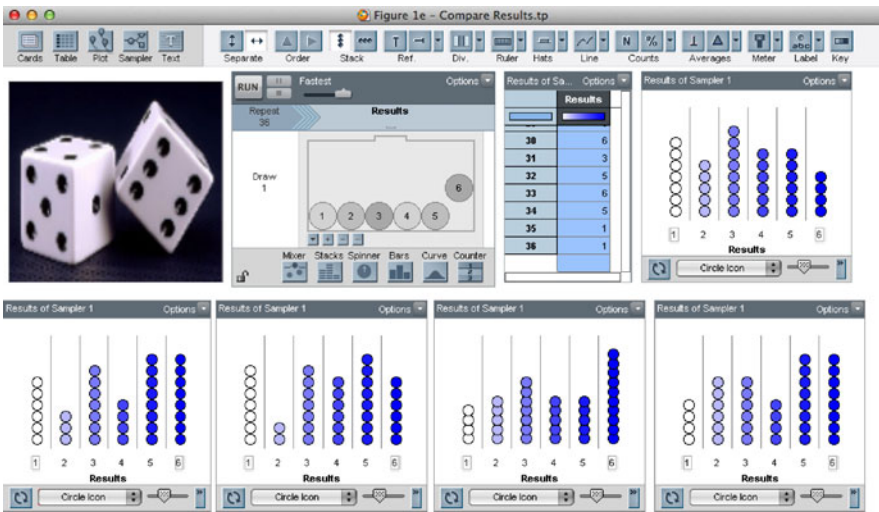 Figure 1e - Compare Results.tp
Cards Table Plot Sampler Text Separate Order Stack Ref. Div. Ruler Hats Line Counts Averages Meter Label Key
N % A abc
RUN Fastest Options
Repeat
36
Results
Draw
1
1 2 3 4 5 6
Mixer Stacks Spinner Bars Curve Counter
Results of Sa... Options
Results
30 6
31 3
32 5
33 6
34 5
35 1
36 1
Results of Sampler 1 Options
1 2 3 4 5 6
Results
Circle Icon
Results of Sampler 1 Options
1 2 3 4 5 6
Results
Circle Icon
Results of Sampler 1 Options
1 2 3 4 5 6
Results
Circle Icon
Results of Sampler 1 Options
1 2 3 4 5 6
Results
Circle Icon
Results of Sampler 1 Options
1 2 3 4 5 6
Results
Circle Icon